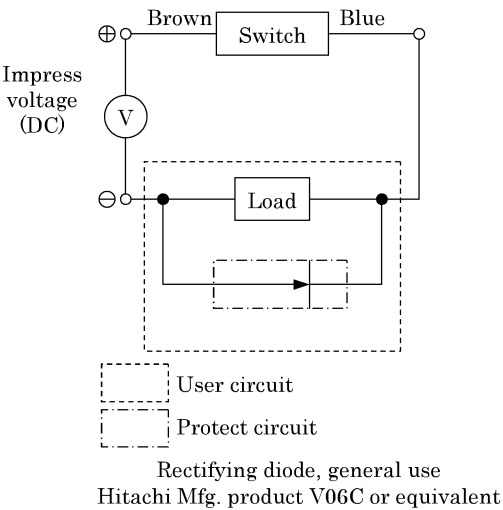 Brown
Blue
Switch
⊕
Impress
voltage
(DC)
V
⊖
Load
User circuit
Protect circuit
Rectifying diode, general use
Hitachi Mfg. product V06C or equivalent